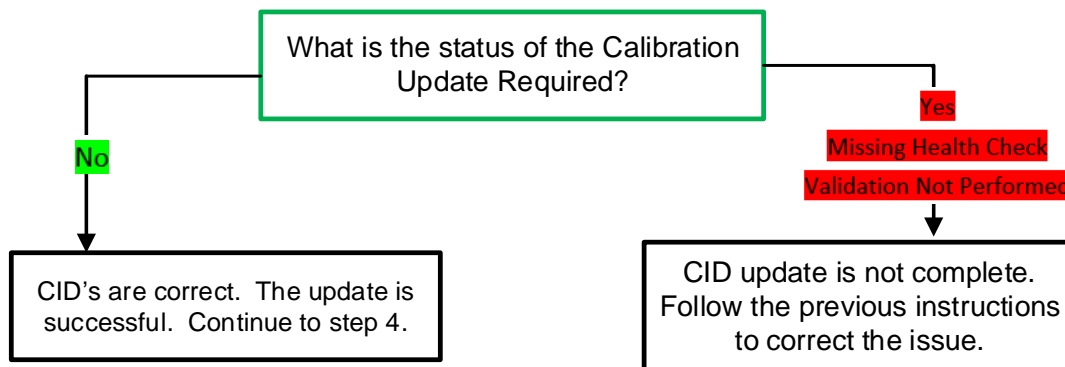 What is the status of the Calibration
Update Required?
No
Yes
Missing Health Check
Validation Not Performed
CID’s are correct.  The update is
successful.  Continue to step 4.
CID update is not complete.
Follow the previous instructions
to correct the issue.